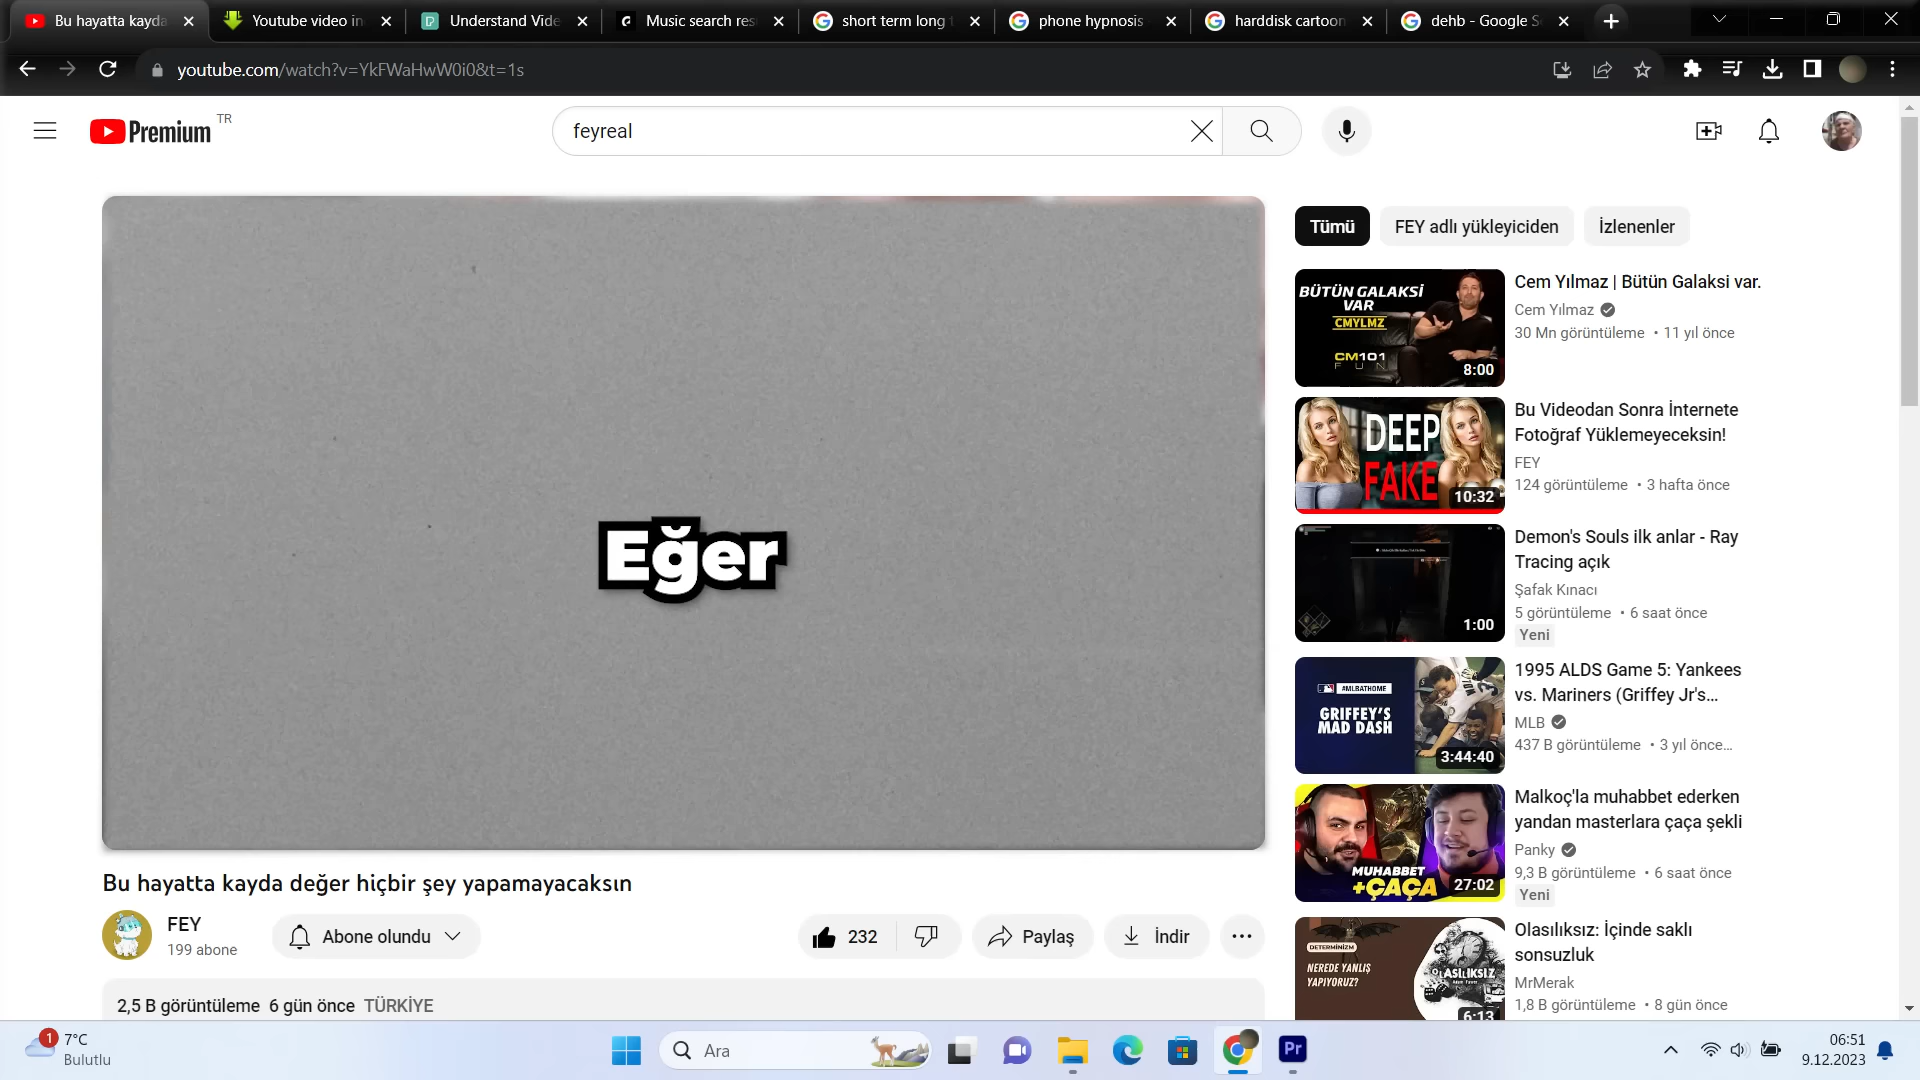 Bu hayatta kayda
Youtube video in
Understand Vide
Music search res
short term long t
phone hypnosis
harddisk cartoon
dehb - Google Se
youtube.com/watch?v=YkFWaHwW0i0&t=1s
Premium TR
feyreal
Eğer
Bu hayatta kayda değer hiçbir şey yapamayacaksın
FEY
199 abone
Abone olundu
232
Paylaş
İndir
2,5 B görüntüleme 6 gün önce TÜRKİYE
Tümü
FEY adlı yükleyiciden
İzlenenler
BÜTÜN GALAKSİ
VAR
CMYLMZ
CM101
FUN
8:00
Cem Yılmaz | Bütün Galaksi var.
Cem Yılmaz
30 Mn görüntüleme • 11 yıl önce
DEEP
FAKE
10:32
Bu Videodan Sonra İnternete
Fotoğraf Yüklemeyeceksin!
FEY
124 görüntüleme • 3 hafta önce
1:00
Demon's Souls ilk anlar - Ray
Tracing açık
Şafak Kınacı
5 görüntüleme • 6 saat önce
Yeni
#MLBATHOME
GRIFFEY'S
MAD DASH
3:44:40
1995 ALDS Game 5: Yankees
vs. Mariners (Griffey Jr's...
MLB
437 B görüntüleme • 3 yıl önce...
MUHABBET
+ÇAÇA
27:02
Malkoç'la muhabbet ederken
yandan masterlara çaça şekli
Panky
9,3 B görüntüleme • 6 saat önce
Yeni
DETERMİNİZM
NEREDE YANLIŞ
YAPIYORUZ?
OLASILIKSIZ
6:13
Olasılıksız: İçinde saklı
sonsuzluk
MrMerak
1,8 B görüntüleme • 8 gün önce
1
7°C
Bulutlu
Ara
Pr
06:51
9.12.2023